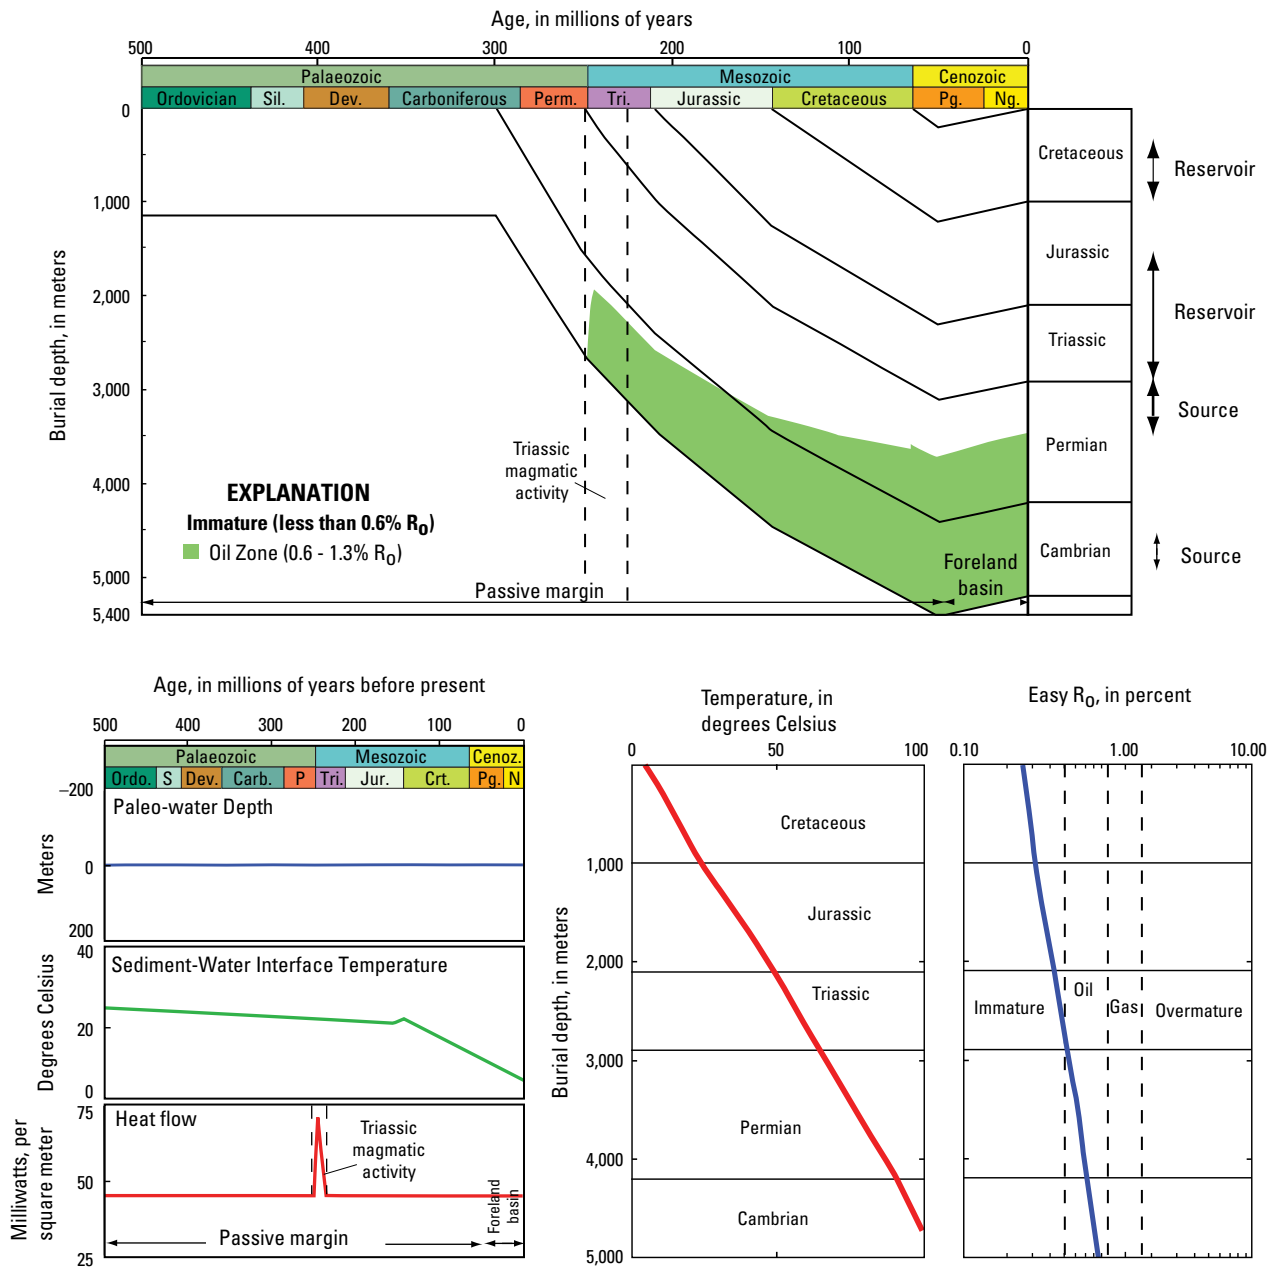 Age, in millions of years
500 400 300 200 100 0
Palaeozoic Mesozoic Cenozoic
Ordovician Sil. Dev. Carboniferous Perm. Tri. Jurassic Cretaceous Pg. Ng.
0
1,000
2,000
3,000
4,000
5,000
5,400
Burial depth, in meters
Cretaceous
Jurassic
Triassic
Permian
Cambrian
Reservoir
Reservoir
Source
Source
Triassic
magmatic
activity
EXPLANATION
Immature (less than 0.6% RO)
Oil Zone (0.6 - 1.3% RO)
Passive margin
Foreland
basin
Age, in millions of years before present
500 400 300 200 100 0
Palaeozoic Mesozoic Cenoz.
Ordo. S Dev. Carb. P Tri. Jur. Crt. Pg. N
–200
0
200
Meters
Paleo-water Depth
40
20
0
Degrees Celsius
Sediment-Water Interface Temperature
75
50
25
Milliwatts, per
square meter
Heat flow
Triassic
magmatic
activity
Passive margin
Foreland
basin
Temperature, in
degrees Celsius
0 50 100
1,000
2,000
3,000
4,000
5,000
Burial depth, in meters
Cretaceous
Jurassic
Triassic
Permian
Cambrian
Easy RO, in percent
0.10 1.00 10.00
Immature
Oil
Gas
Overmature